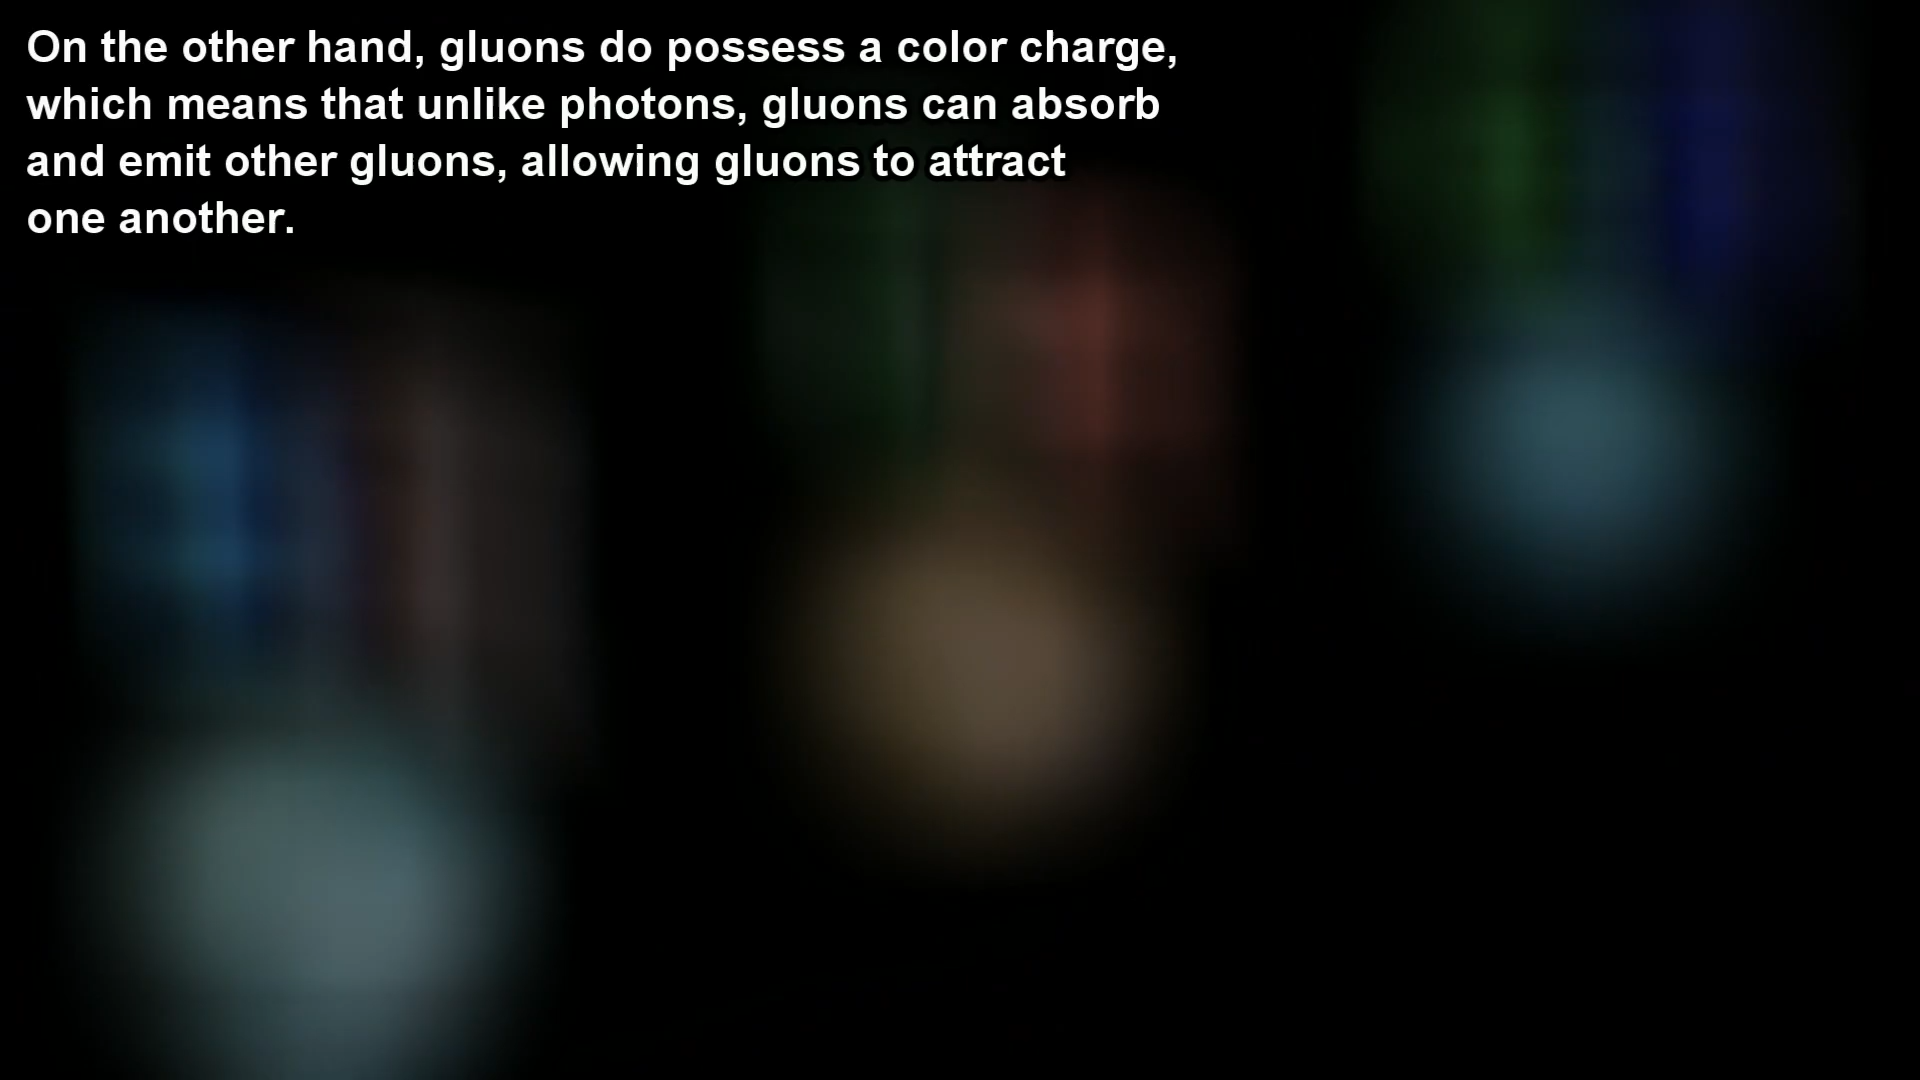 On the other hand, gluons do possess a color charge,
which means that unlike photons, gluons can absorb
and emit other gluons, allowing gluons to attract
one another.